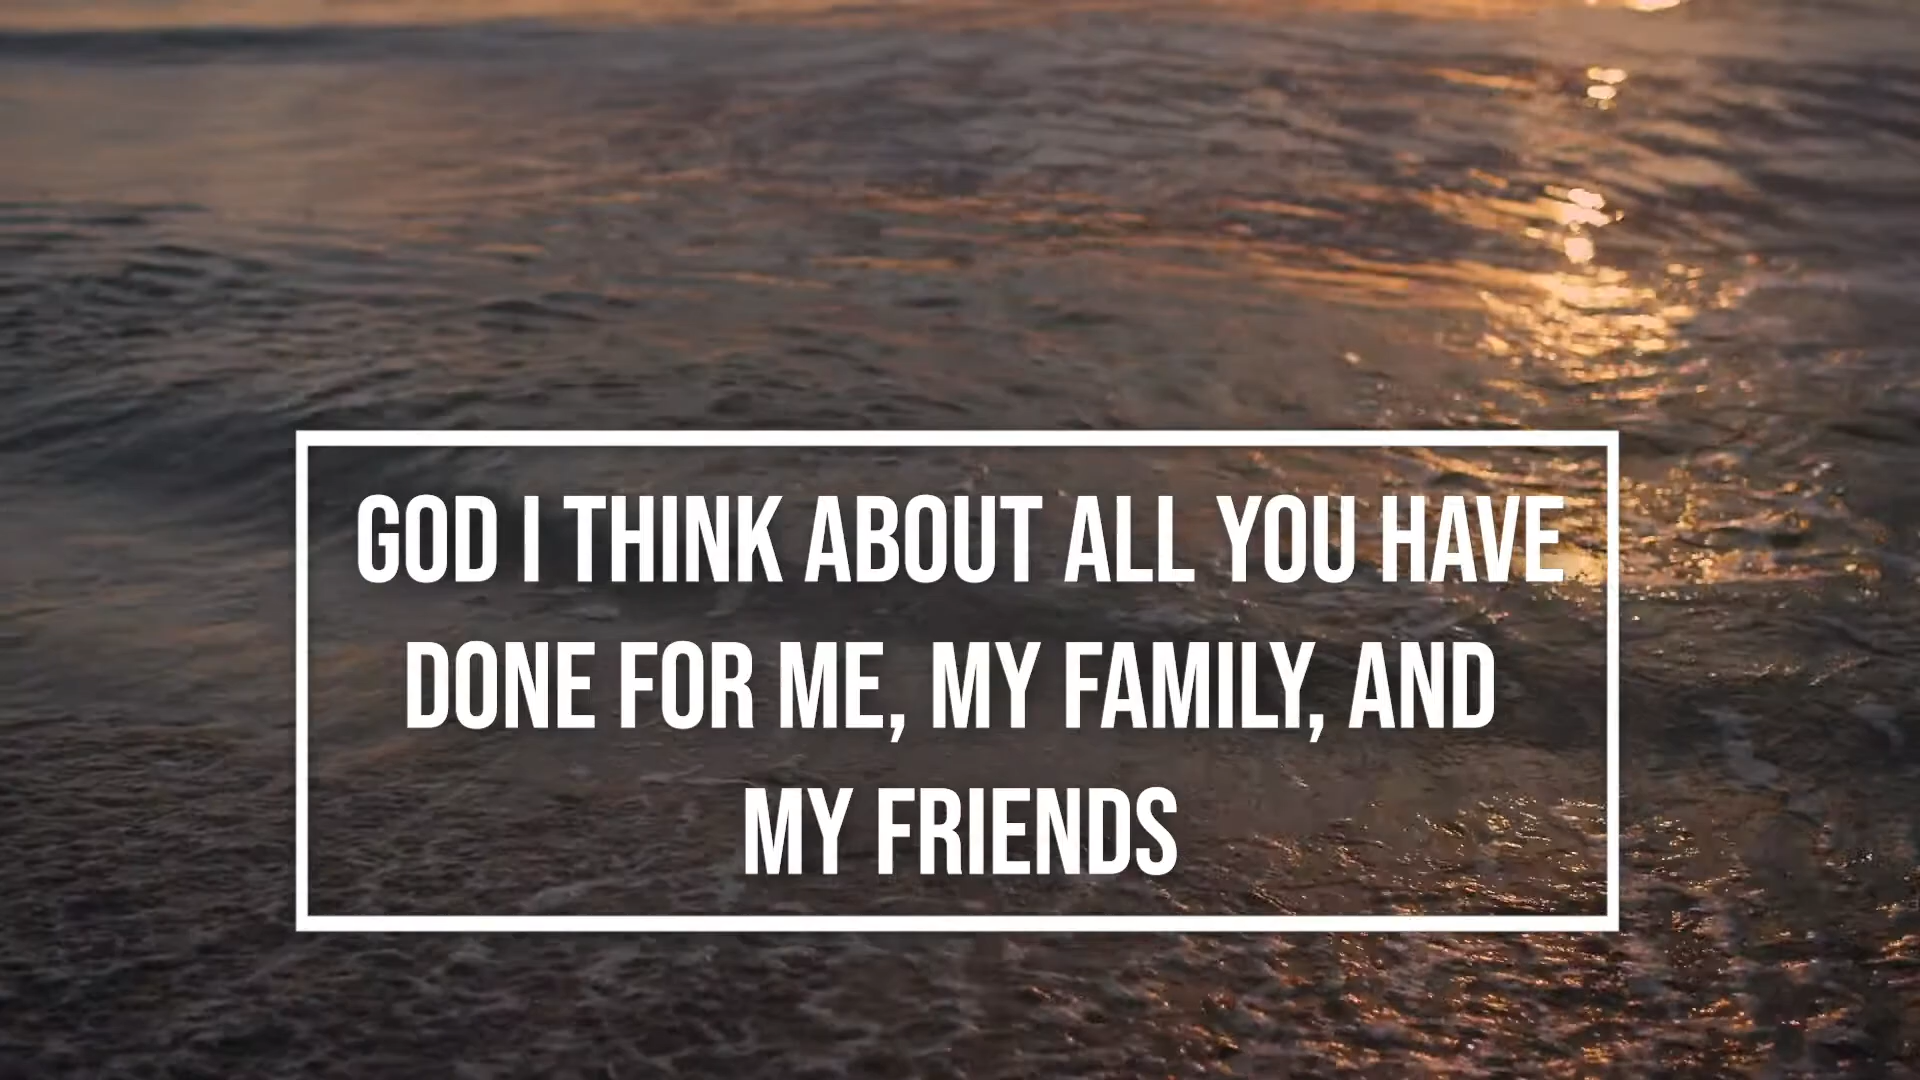 GOD I THINK ABOUT ALL YOU HAVE
DONE FOR ME, MY FAMILY, AND
MY FRIENDS